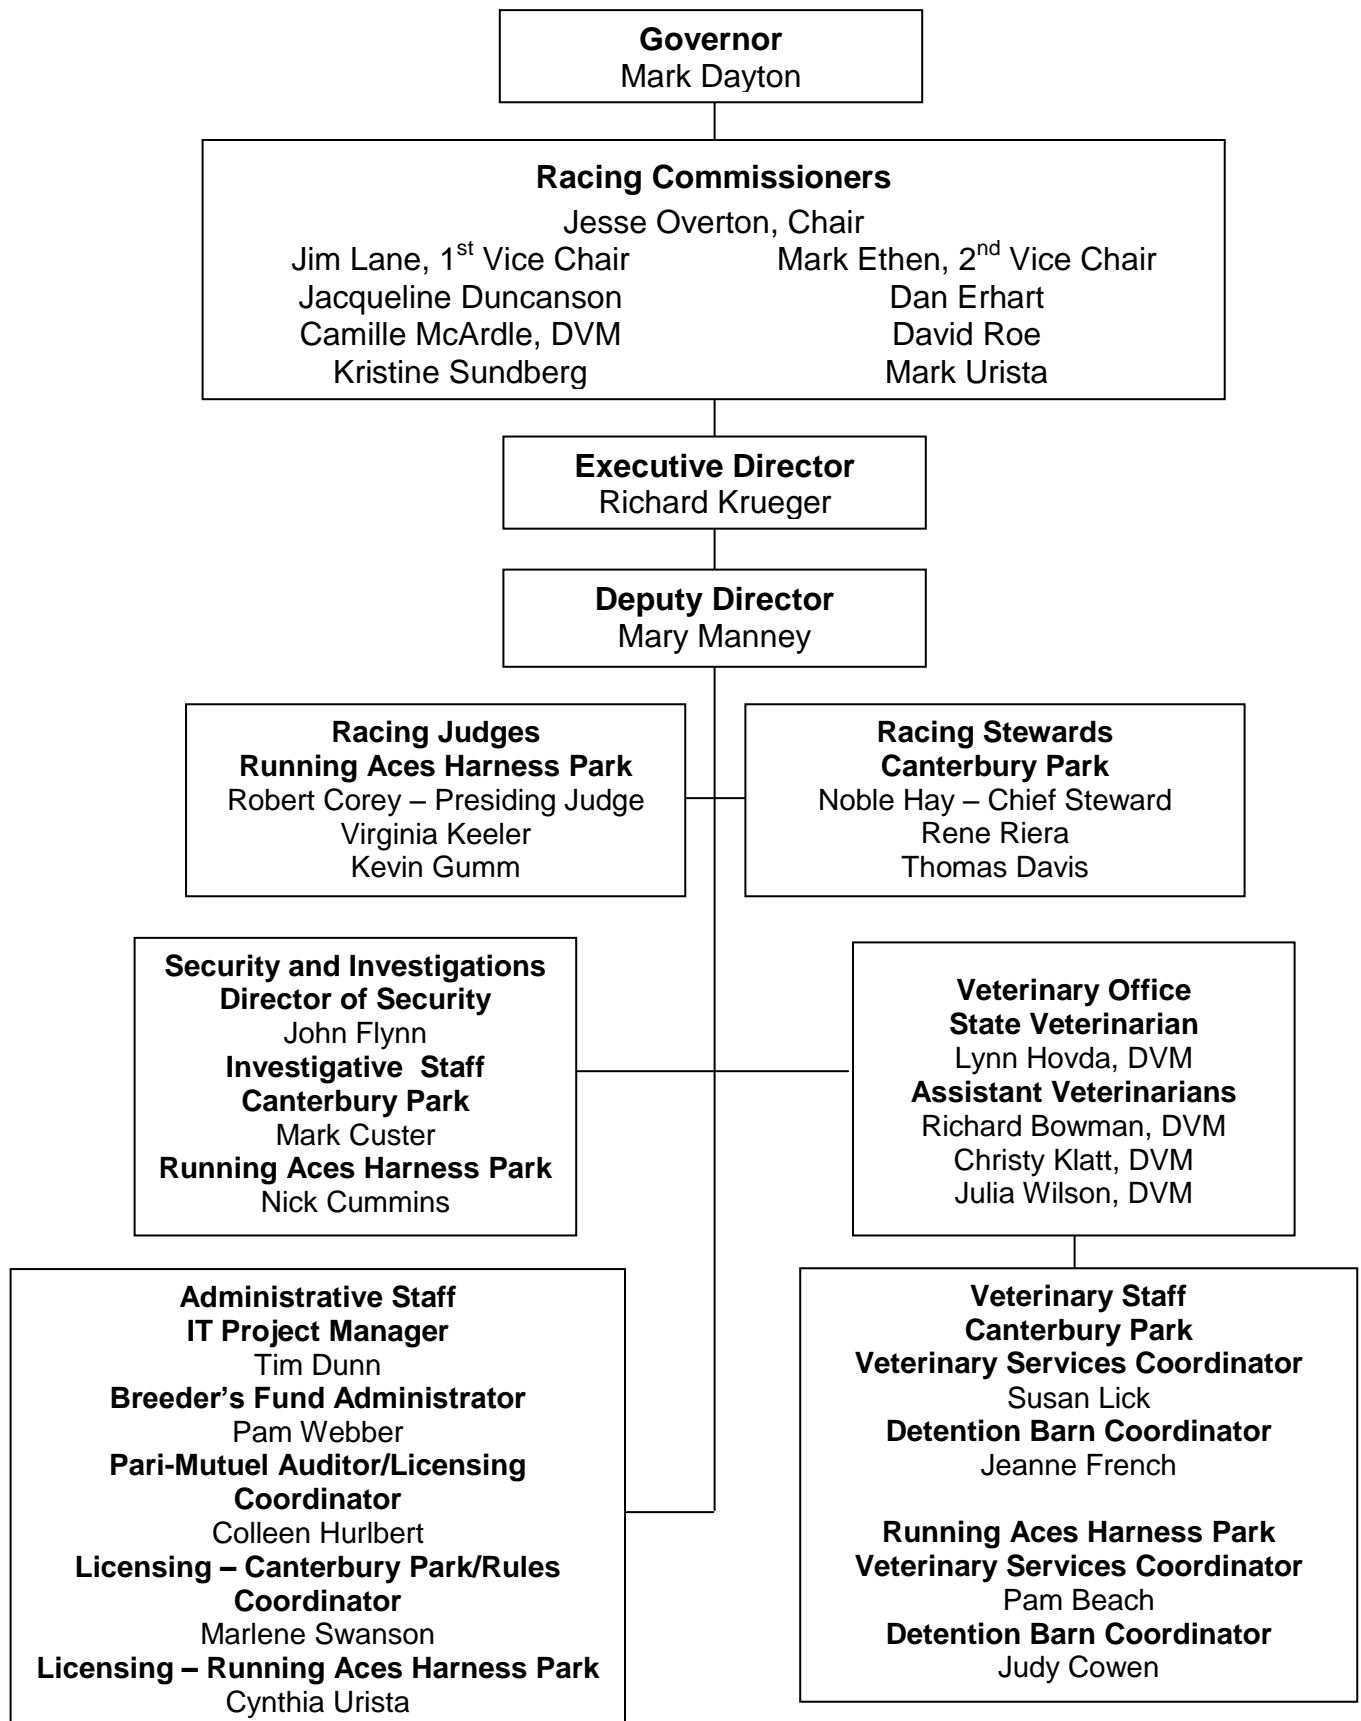 Governor
Mark Dayton
Racing Commissioners
Jesse Overton, Chair
Jim Lane, 1st Vice Chair
Mark Ethen, 2nd Vice Chair
Jacqueline Duncanson
Dan Erhart
Camille McArdle, DVM
David Roe
Kristine Sundberg
Mark Urista
Executive Director
Richard Krueger
Deputy Director
Mary Manney
Racing Judges
Running Aces Harness Park
Robert Corey – Presiding Judge
Virginia Keeler
Kevin Gumm
Racing Stewards
Canterbury Park
Noble Hay – Chief Steward
Rene Riera
Thomas Davis
Security and Investigations
Director of Security
John Flynn
Investigative Staff
Canterbury Park
Mark Custer
Running Aces Harness Park
Nick Cummins
Veterinary Office
State Veterinarian
Lynn Hovda, DVM
Assistant Veterinarians
Richard Bowman, DVM
Christy Klatt, DVM
Julia Wilson, DVM
Administrative Staff
IT Project Manager
Tim Dunn
Breeder’s Fund Administrator
Pam Webber
Pari-Mutuel Auditor/Licensing
Coordinator
Colleen Hurlbert
Licensing – Canterbury Park/Rules
Coordinator
Marlene Swanson
Licensing – Running Aces Harness Park
Cynthia Urista
Veterinary Staff
Canterbury Park
Veterinary Services Coordinator
Susan Lick
Detention Barn Coordinator
Jeanne French
Running Aces Harness Park
Veterinary Services Coordinator
Pam Beach
Detention Barn Coordinator
Judy Cowen